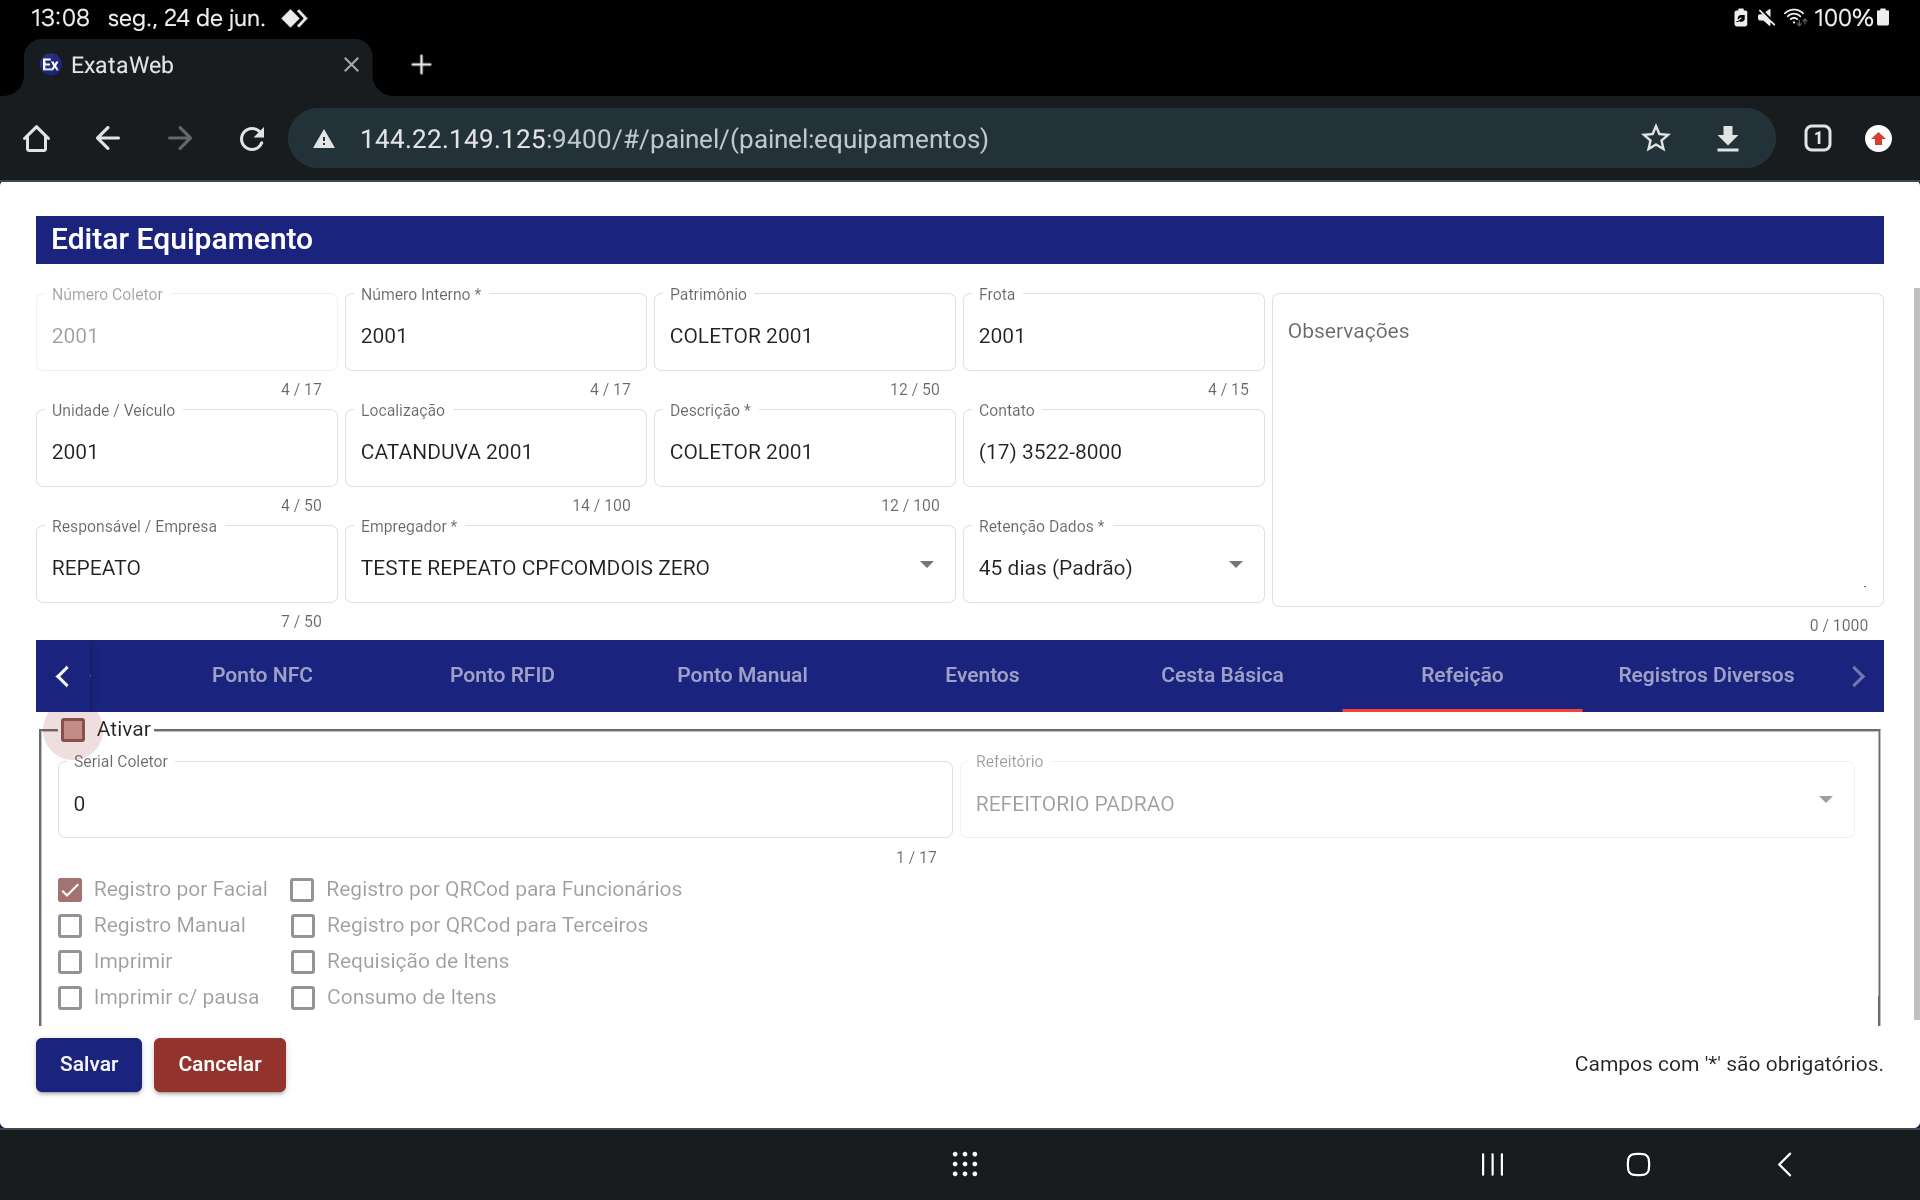 13:08 seg., 24 de jun.
100%
Ex ExataWeb
144.22.149.125:9400/#/painel/(painel:equipamentos)
1
Editar Equipamento
Número Coletor
2001
4 / 17
Número Interno *
2001
4 / 17
Patrimônio
COLETOR 2001
12 / 50
Frota
2001
4 / 15
Observações
0 / 1000
Unidade / Veículo
2001
4 / 50
Localização
CATANDUVA 2001
14 / 100
Descrição *
COLETOR 2001
12 / 100
Contato
(17) 3522-8000
Responsável / Empresa
REPEATO
7 / 50
Empregador *
TESTE REPEATO CPFCOMDOIS ZERO
Retenção Dados *
45 dias (Padrão)
Ponto NFC
Ponto RFID
Ponto Manual
Eventos
Cesta Básica
Refeição
Registros Diversos
Ativar
Serial Coletor
0
1 / 17
Refeitório
REFEITORIO PADRAO
Registro por Facial
Registro por QRCod para Funcionários
Registro Manual
Registro por QRCod para Terceiros
Imprimir
Requisição de Itens
Imprimir c/ pausa
Consumo de Itens
Salvar
Cancelar
Campos com '*' são obrigatórios.